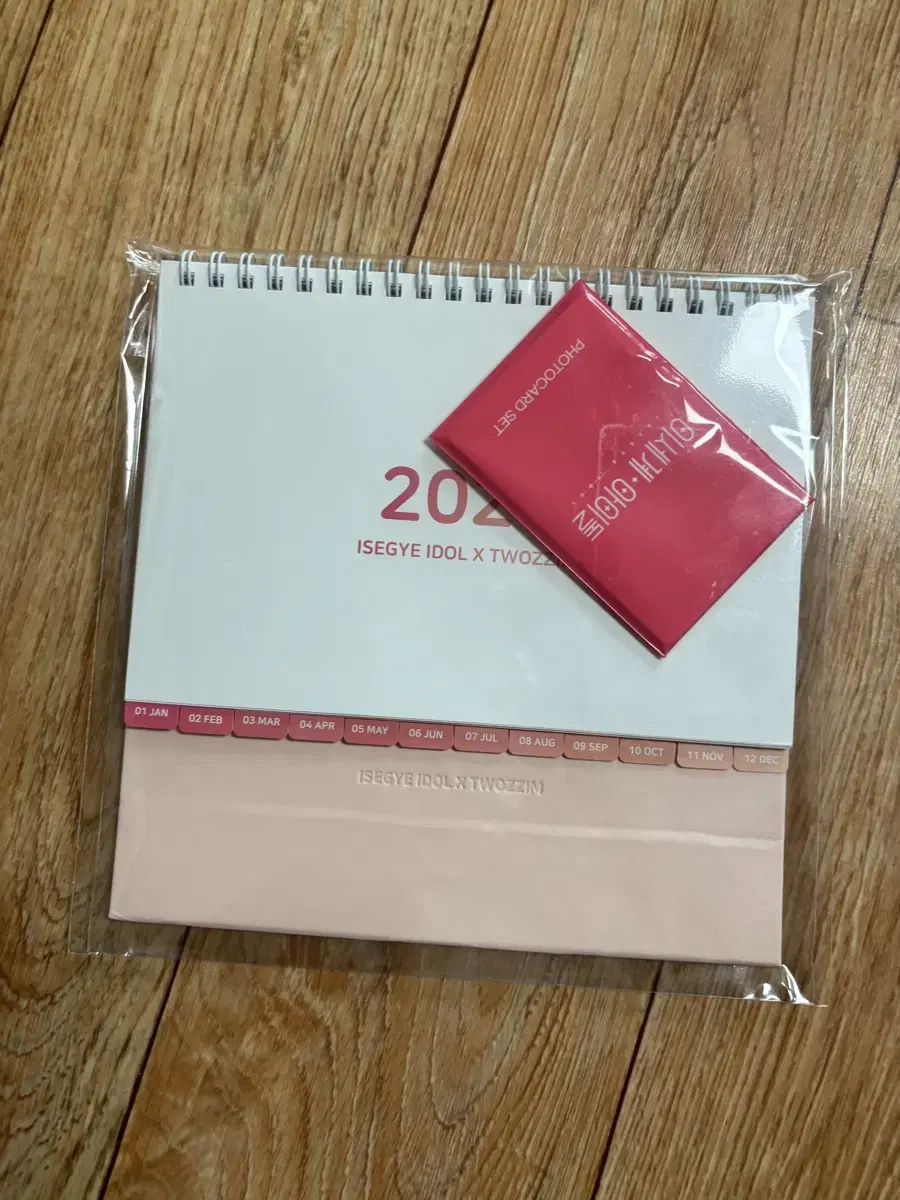 202
ISEGYE IDOL X TWOZZ
PHOTOCARD SET
이세계아이돌
01 JAN
02 FEB
03 MAR
04 APR
05 MAY
06 JUN
07 JUL
08 AUG
09 SEP
10 OCT
11 NOV
12 DEC
ISEGYE IDOL X TWOZZIM